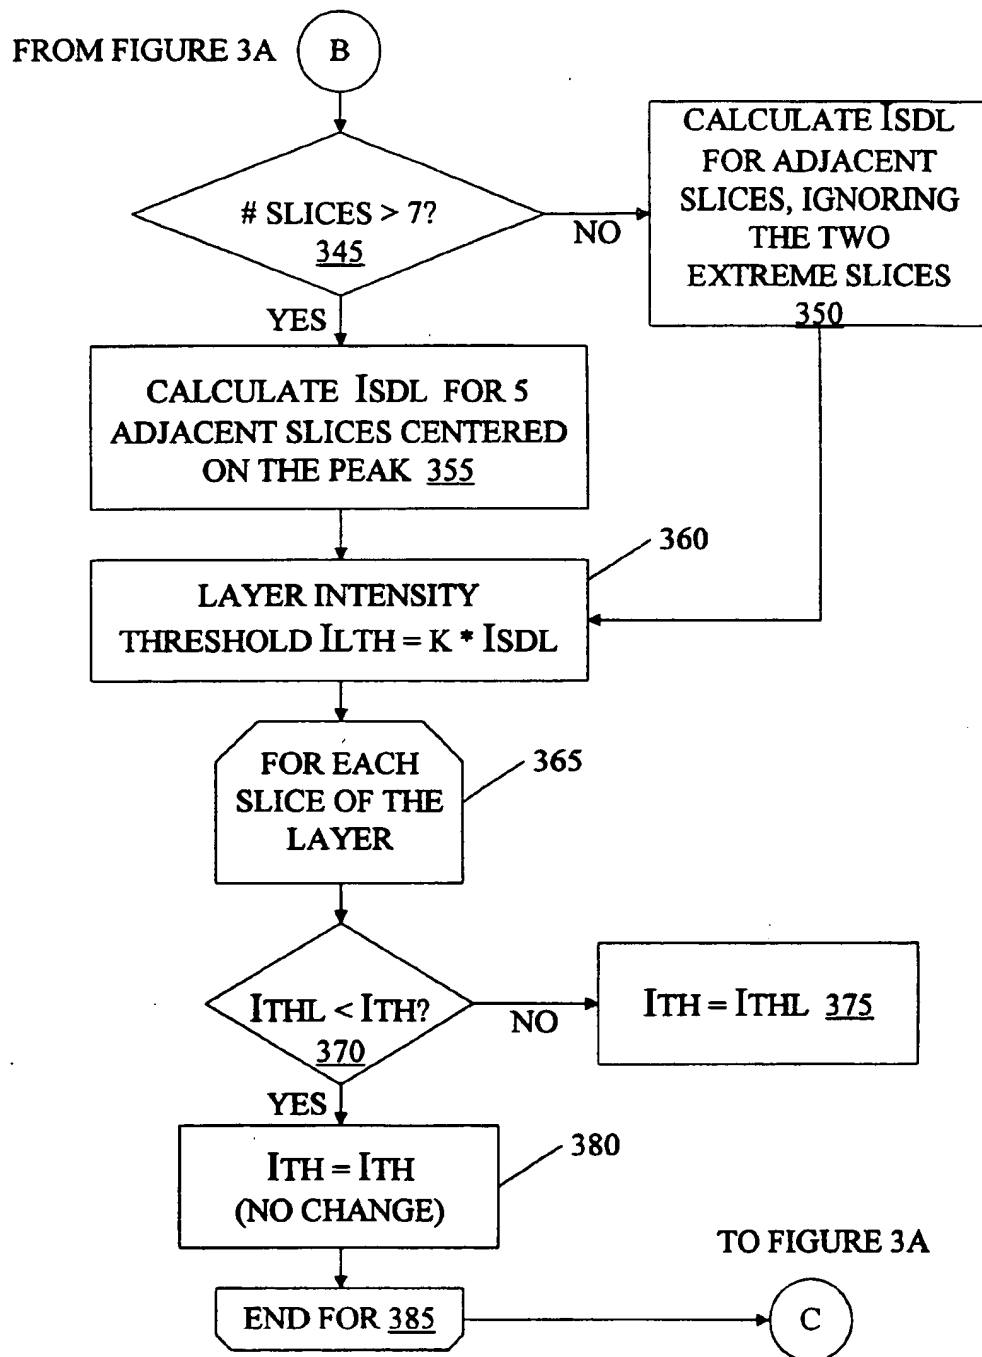 FROM FIGURE 3A
B
# SLICES > 7?
345
NO
YES
CALCULATE ISDL
FOR ADJACENT
SLICES, IGNORING
THE TWO
EXTREME SLICES
350
CALCULATE ISDL FOR 5
ADJACENT SLICES CENTERED
ON THE PEAK 355
360
LAYER INTENSITY
THRESHOLD ILTH = K * ISDL
FOR EACH
SLICE OF THE
LAYER
365
ITHL < ITH?
370
NO
YES
ITH = ITHL 375
ITH = ITH
(NO CHANGE)
380
TO FIGURE 3A
END FOR 385
C